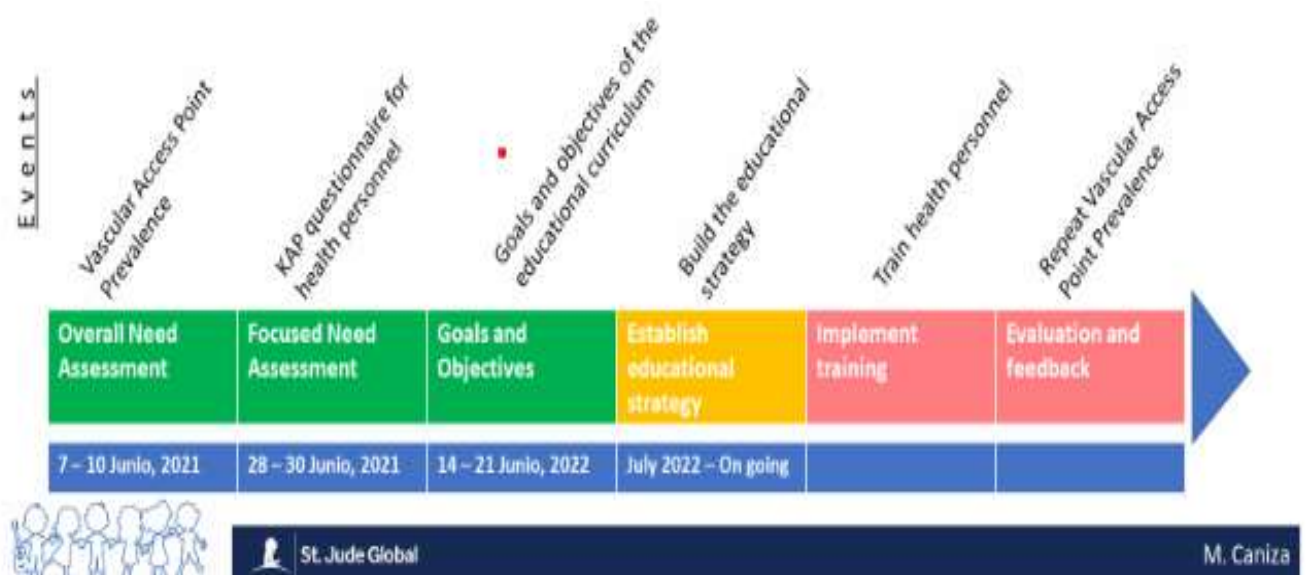 Events
Vascular Access Point
Prevalence
KAP questionnaire for
health personnel
Goals and objectives of the
educational curriculum
Build the educational
strategy
Train health personnel
Repeat Vascular Access
Point Prevalence
Overall Need
Assessment
Focused Need
Assessment
Goals and
Objectives
Establish
educational
strategy
Implement
training
Evaluation and
feedback
7 – 10 Junio, 2021
28 – 30 Junio, 2021
14 – 21 Junio, 2022
July 2022 – On going
St. Jude Global
M. Caniza